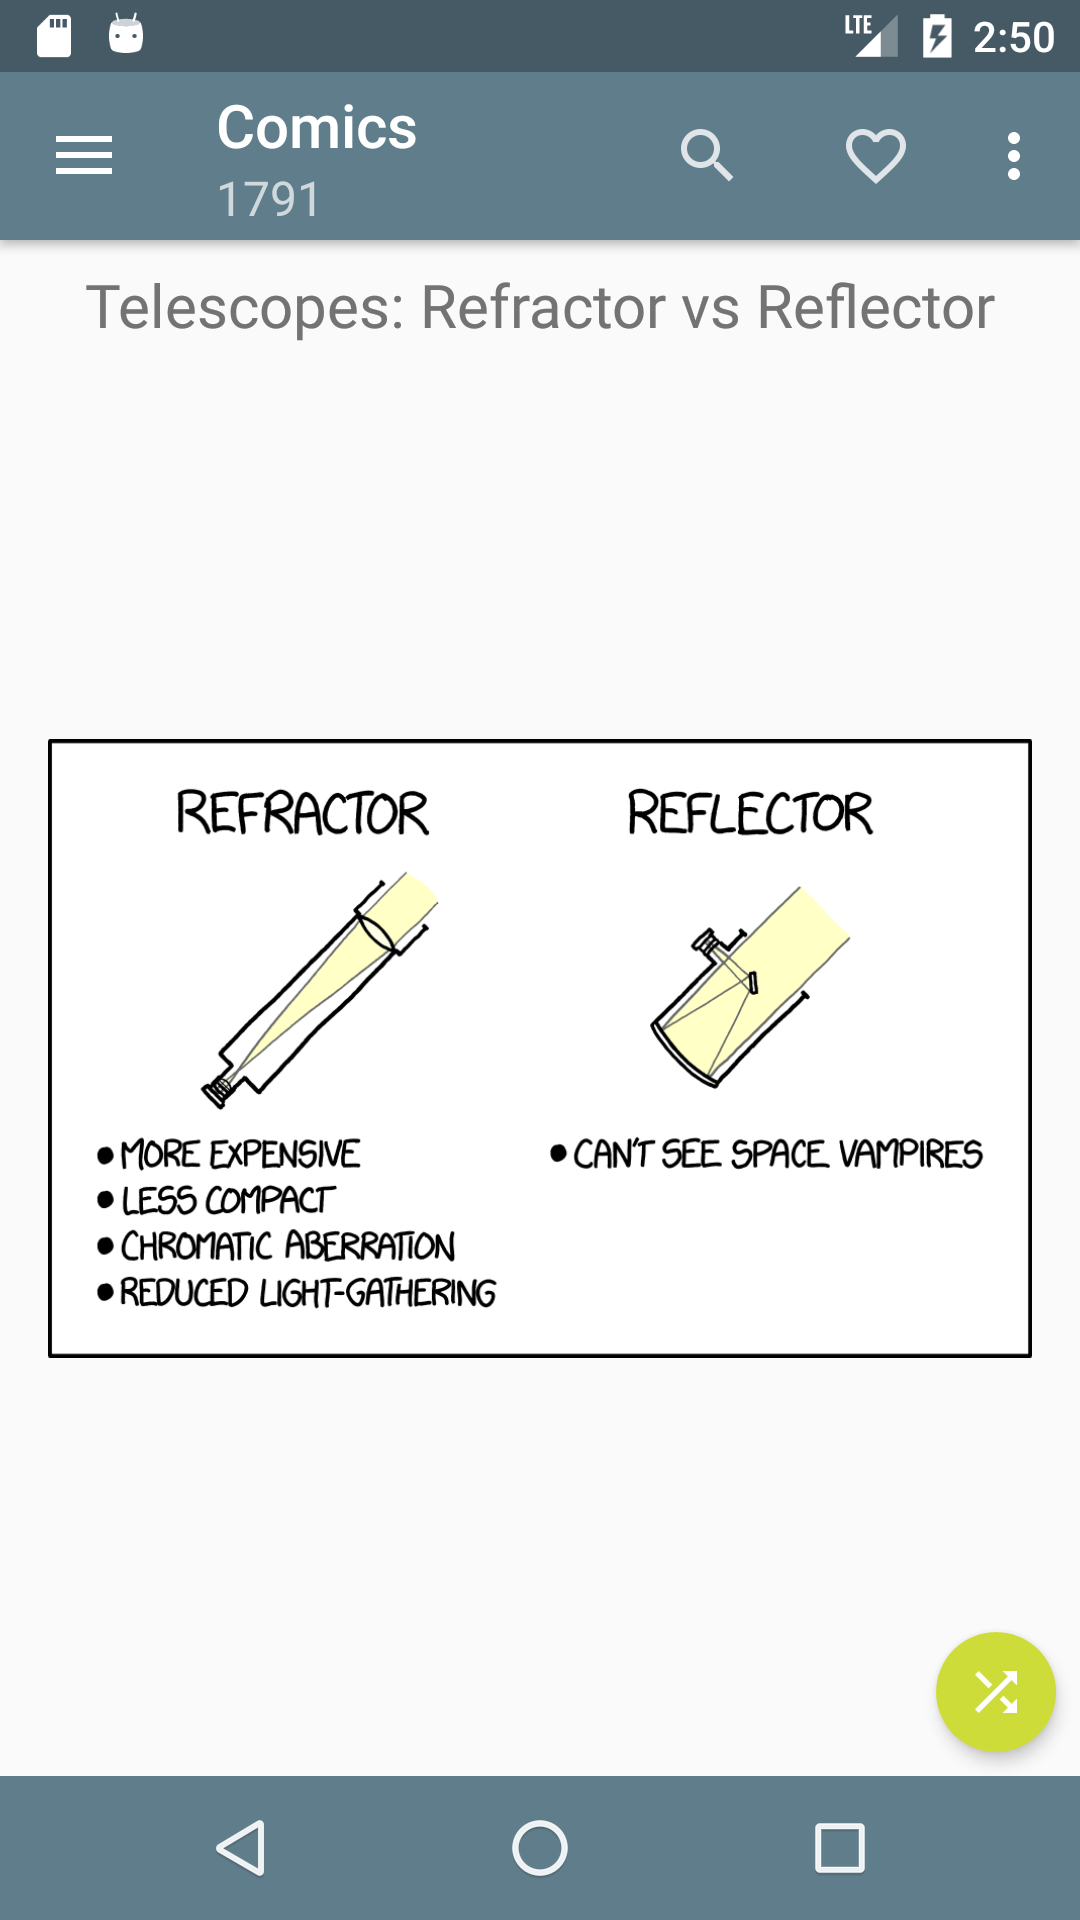 LTE 2:50
Comics
1791
Telescopes: Refractor vs Reflector
REFRACTOR
• MORE EXPENSIVE
• LESS COMPACT
• CHROMATIC ABERRATION
• REDUCED LIGHT-GATHERING
REFLECTOR
• CAN'T SEE SPACE VAMPIRES